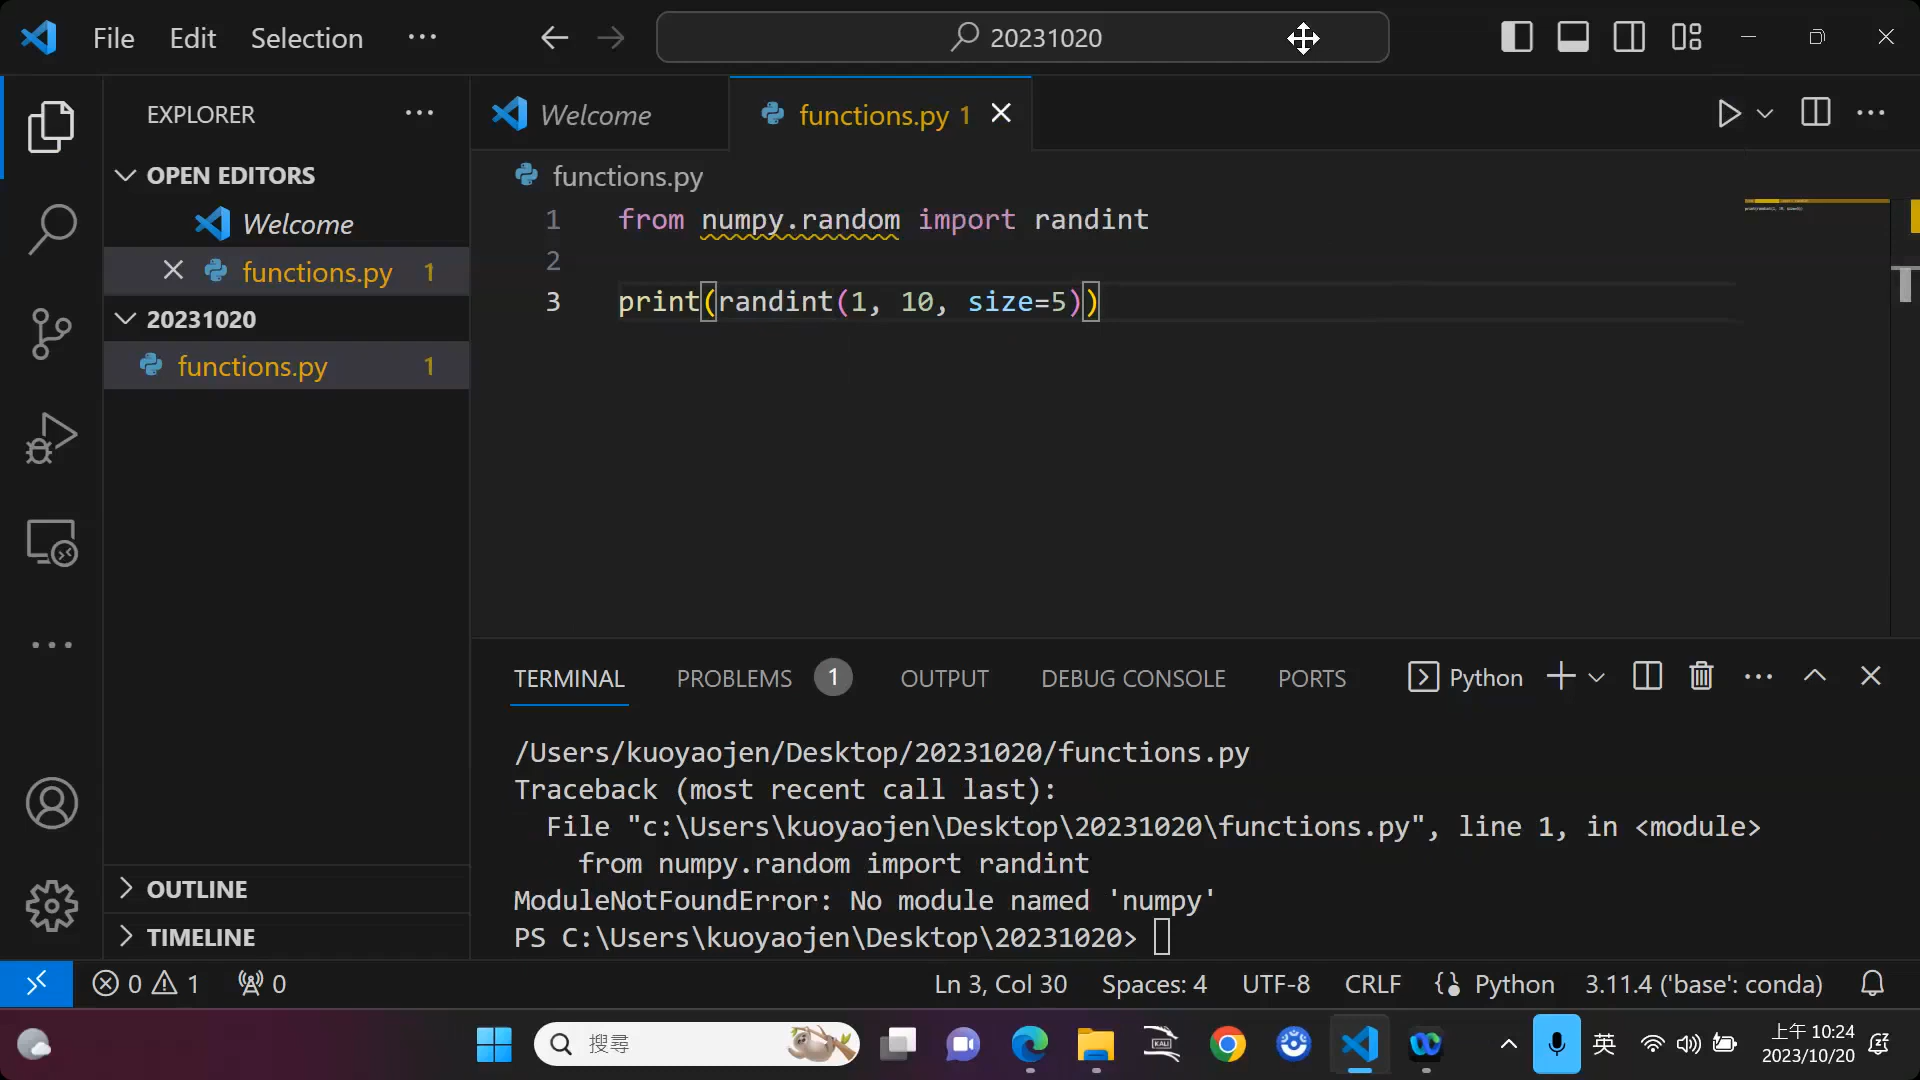 File Edit Selection ··· 20231020
EXPLORER ···
OPEN EDITORS
Welcome
functions.py 1
20231020
functions.py 1
OUTLINE
TIMELINE
Welcome functions.py 1
functions.py
1 from numpy.random import randint
2
3 print(randint(1, 10, size=5))
TERMINAL PROBLEMS 1 OUTPUT DEBUG CONSOLE PORTS Python
/Users/kuoyaojen/Desktop/20231020/functions.py
Traceback (most recent call last):
File "c:\Users\kuoyaojen\Desktop\20231020\functions.py", line 1, in <module>
from numpy.random import randint
ModuleNotFoundError: No module named 'numpy'
PS C:\Users\kuoyaojen\Desktop\20231020>
0 1 0 Ln 3, Col 30 Spaces: 4 UTF-8 CRLF Python 3.11.4 ('base': conda)
搜尋 KALI 英 上午 10:24
2023/10/20